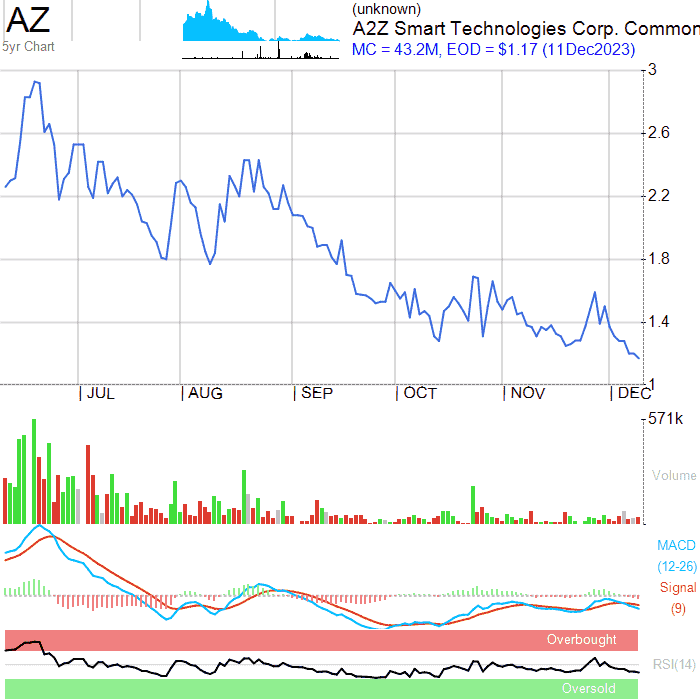 AZ
5yr Chart
(unknown)
A2Z Smart Technologies Corp. Common
MC = 43.2M, EOD = $1.17 (11Dec2023)
3
2.6
2.2
1.8
1.4
1
| JUL | AUG | SEP | OCT | NOV | DEC
571k
Volume
MACD
(12-26)
Signal
(9)
Overbought
RSI(14)
Oversold